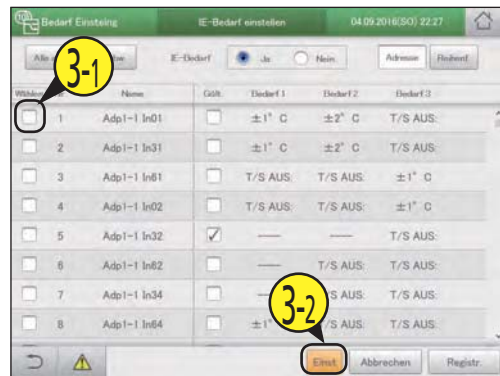 Bedarf Einsteing IE-Bedarf einstellen 04.09.2016(SO) 22:27
3-1
IE-Bedarf Ja Nein Adresse Reihenf
Wählen Name Gült. Bedarf 1 Bedarf 2 Bedarf 3
1 Adp1-1 In01 ±1° C ±2° C T/S AUS:
2 Adp1-1 In31 ±1° C ±2° C T/S AUS:
3 Adp1-1 In61 T/S AUS: T/S AUS: ±1° C
4 Adp1-1 In02 T/S AUS: T/S AUS: ±1° C
5 Adp1-1 In32 ---- ---- T/S AUS:
6 Adp1-1 In62 ---- T/S AUS: T/S AUS:
7 Adp1-1 In34 S AUS: T/S AUS:
8 Adp1-1 In64 ±1° /S AUS: T/S AUS:
3-2
Einst Abbrechen Registr.